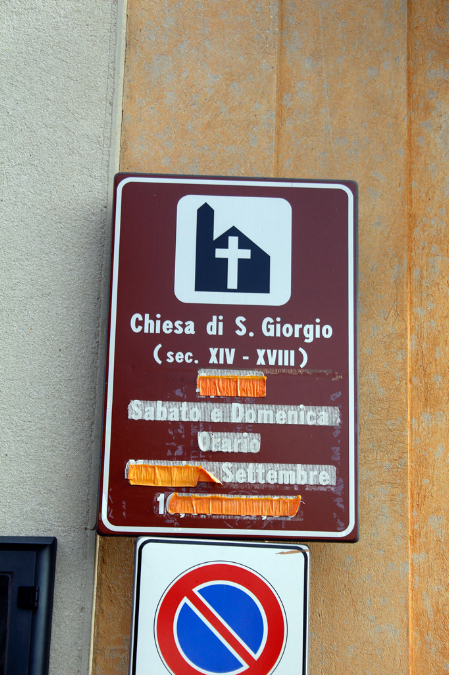 Chiesa di S. Giorgio
(sec. XIV - XVIII)
Sabato e Domenica
Orario
Settembre